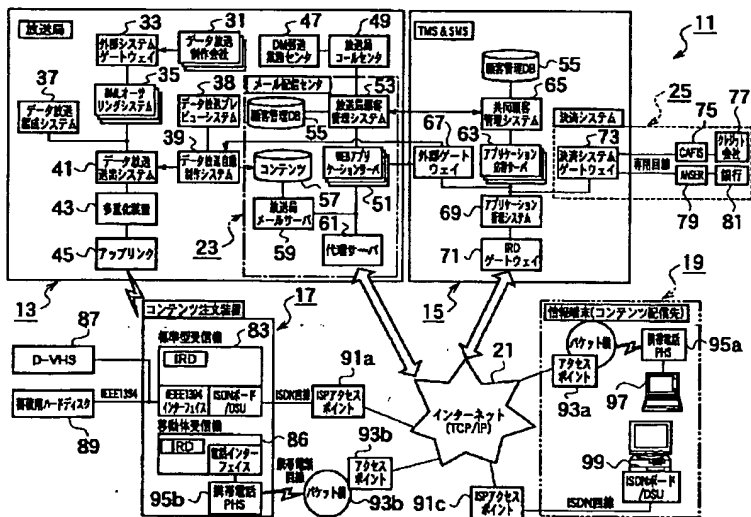 放送局
33
31
47
49
外部システム
ゲートウェイ
データ放送
制作会社
DM郵送
業務センタ
放送局
コールセンタ
37
35
38
メール配信センタ
53
BMLオーサ
リングシステム
データ放送プレ
ビューシステム
顧客管理DB
放送局顧客
管理システム
データ放送
編成システム
39
55
41
データ放送
送出システム
データ放送自動
制作システム
コンテンツ
WEBアプリ
ケーションサーバ
57
51
43
多重化装置
放送局
メールサーバ
23
59
61
45
アップリンク
代理サーバ
13
TMS&SMS
11
顧客管理DB
55
65
共同顧客
管理システム
決済システム
25
75
77
67
63
73
外部ゲート
ウェイ
アプリケーション
応答サーバ
決済システム
ゲートウェイ
CAFIS
クレジット
会社
専用回線
ANSER
銀行
79
81
69
アプリケーション
管理システム
71
IRD
ゲートウェイ
15
コンテンツ注文装置
17
87
83
標準型受信機
D-VHS
IRD
IEEE1394
IEEE1394
インターフェイス
ISDNボード
/DSU
ISDN回線
91a
ISPアクセス
ポイント
蓄積用ハードディスク
89
移動体受信機
86
IRD
電話インター
フェイス
95b
携帯電話
PHS
携帯電話
回線
パケット網
93b
アクセス
ポイント
93b
21
インターネット
(TCP/IP)
91c
ISPアクセス
ポイント
ISDN回線
19
情報端末(コンテンツ配信先)
パケット網
携帯電話
PHS
95a
アクセス
ポイント
93a
97
99
ISDNボード
/DSU